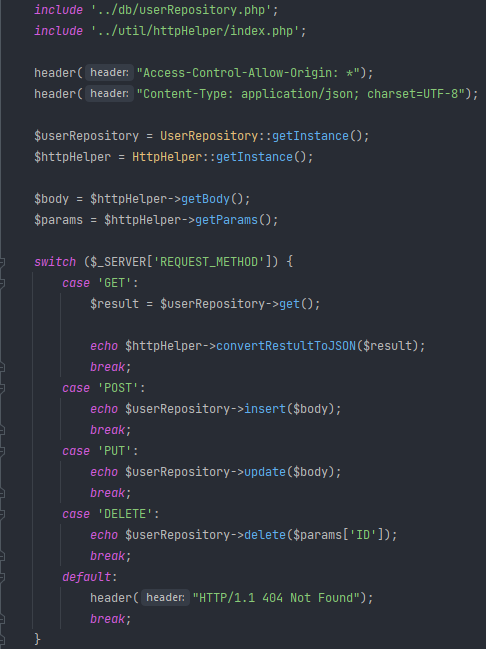 include '../db/userRepository.php';
include '../util/httpHelper/index.php';
header( header: "Access-Control-Allow-Origin: *");
header( header: "Content-Type: application/json; charset=UTF-8");
$userRepository = UserRepository::getInstance();
$httpHelper = HttpHelper::getInstance();
$body = $httpHelper->getBody();
$params = $httpHelper->getParams();
switch ($_SERVER['REQUEST_METHOD']) {
case 'GET':
$result = $userRepository->get();
echo $httpHelper->convertRestultToJSON($result);
break;
case 'POST':
echo $userRepository->insert($body);
break;
case 'PUT':
echo $userRepository->update($body);
break;
case 'DELETE':
echo $userRepository->delete($params['ID']);
break;
default:
header( header: "HTTP/1.1 404 Not Found");
break;
}